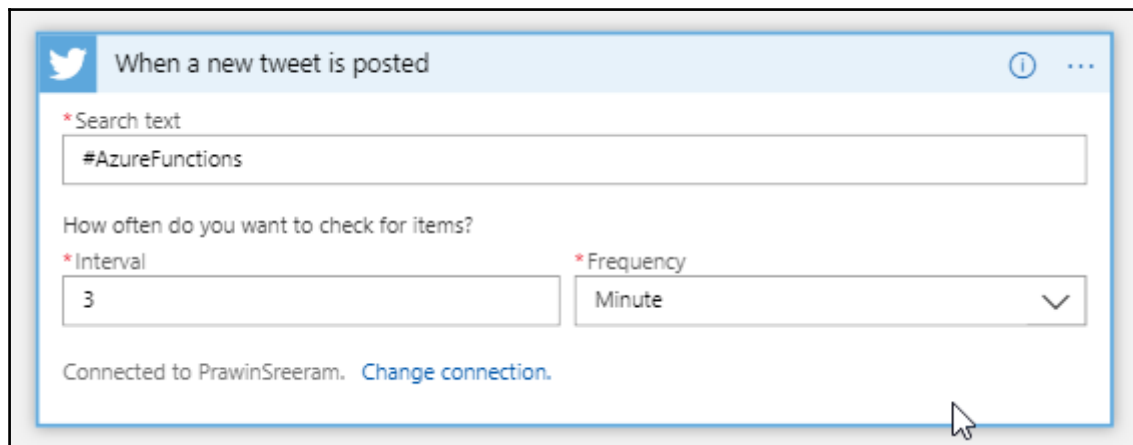 When a new tweet is posted
*Search text
#AzureFunctions
How often do you want to check for items?
*Interval
*Frequency
3
Minute
Connected to PrawinSreeram. Change connection.